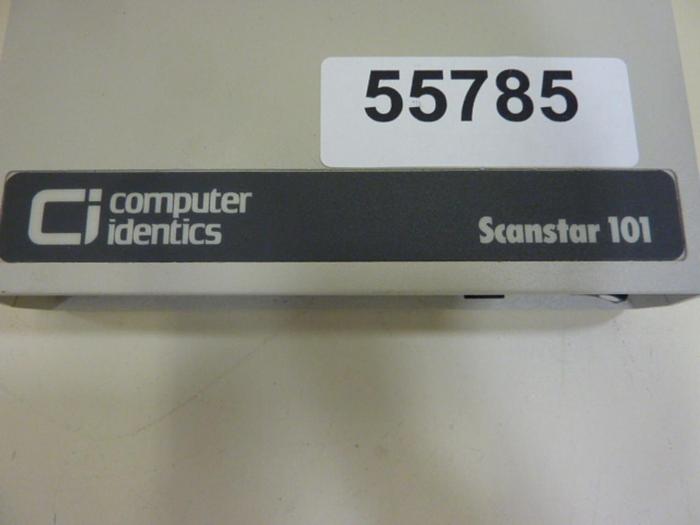 55785
Ci computer
identics
Scanstar 101